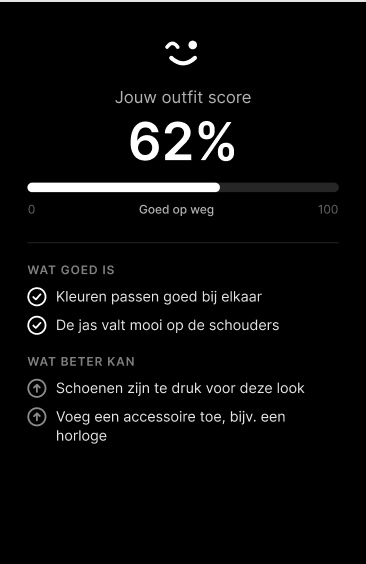 Jouw outfit score
62%
0 Goed op weg 100
WAT GOED IS
Kleuren passen goed bij elkaar
De jas valt mooi op de schouders
WAT BETER KAN
Schoenen zijn te druk voor deze look
Voeg een accessoire toe, bijv. een
horloge